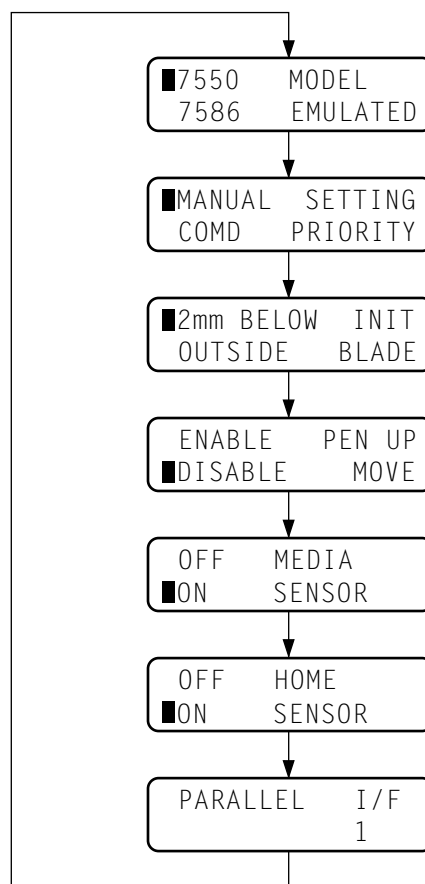 ■7550 MODEL
7586 EMULATED
■MANUAL SETTING
COMD PRIORITY
■2mm BELOW INIT
OUTSIDE BLADE
ENABLE PEN UP
■DISABLE MOVE
OFF MEDIA
■ON SENSOR
OFF HOME
■ON SENSOR
PARALLEL I/F
1